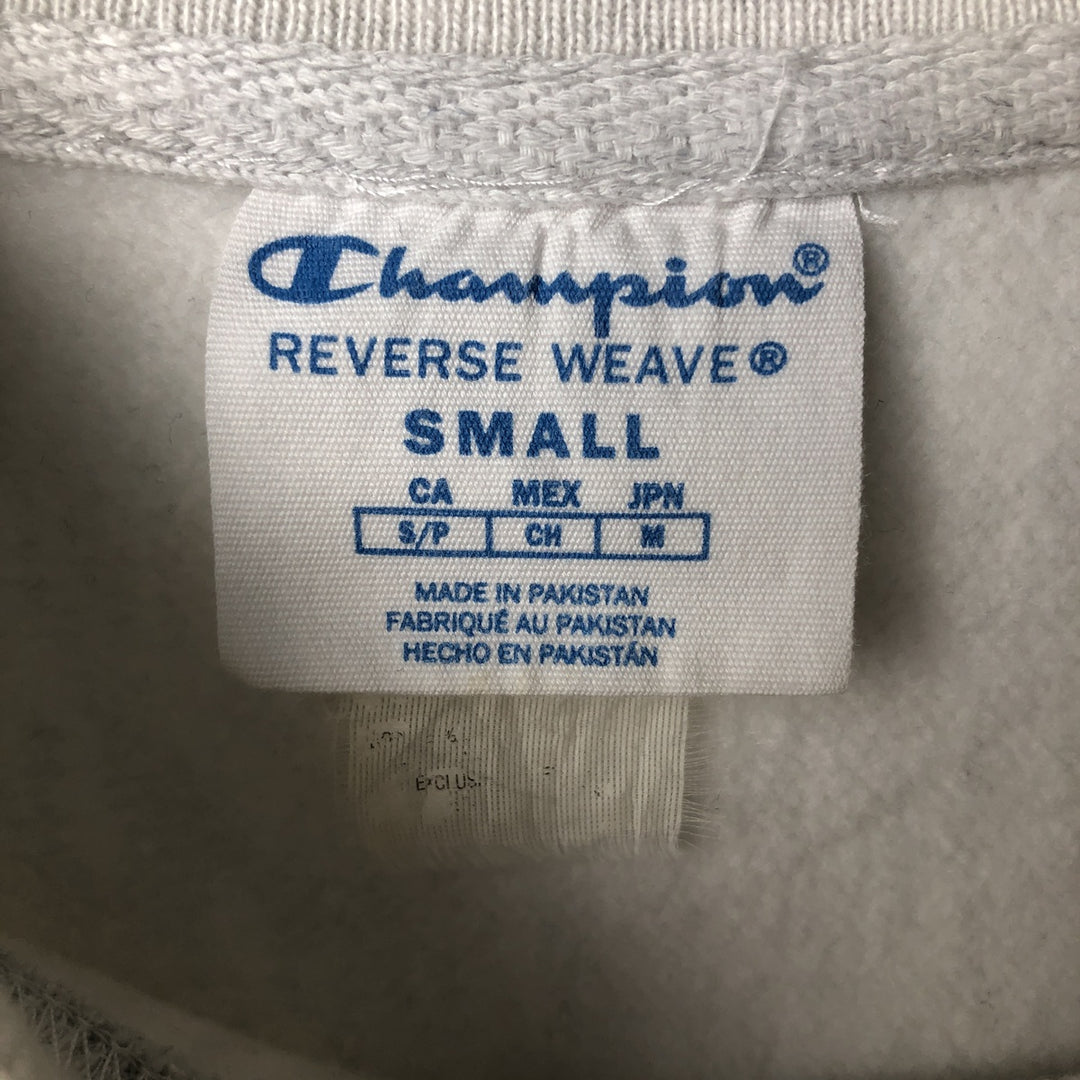 Champion®
REVERSE WEAVE®
SMALL
CA MEX JPN
S/P CH M
MADE IN PAKISTAN
FABRIQUÉ AU PAKISTAN
HECHO EN PAKISTÁN